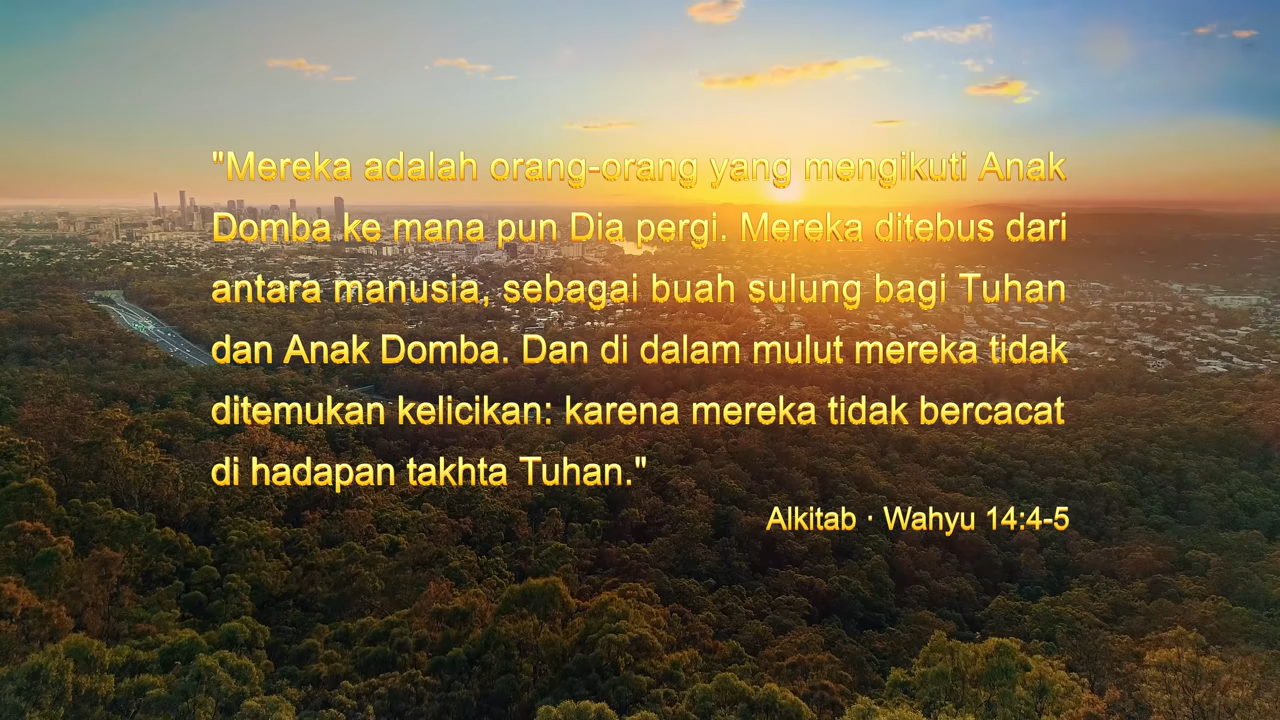 "Mereka adalah orang-orang yang mengikuti Anak
Domba ke mana pun Dia pergi. Mereka ditebus dari
antara manusia, sebagai buah sulung bagi Tuhan
dan Anak Domba. Dan di dalam mulut mereka tidak
ditemukan kelicikan: karena mereka tidak bercacat
di hadapan takhta Tuhan."
Alkitab · Wahyu 14:4-5